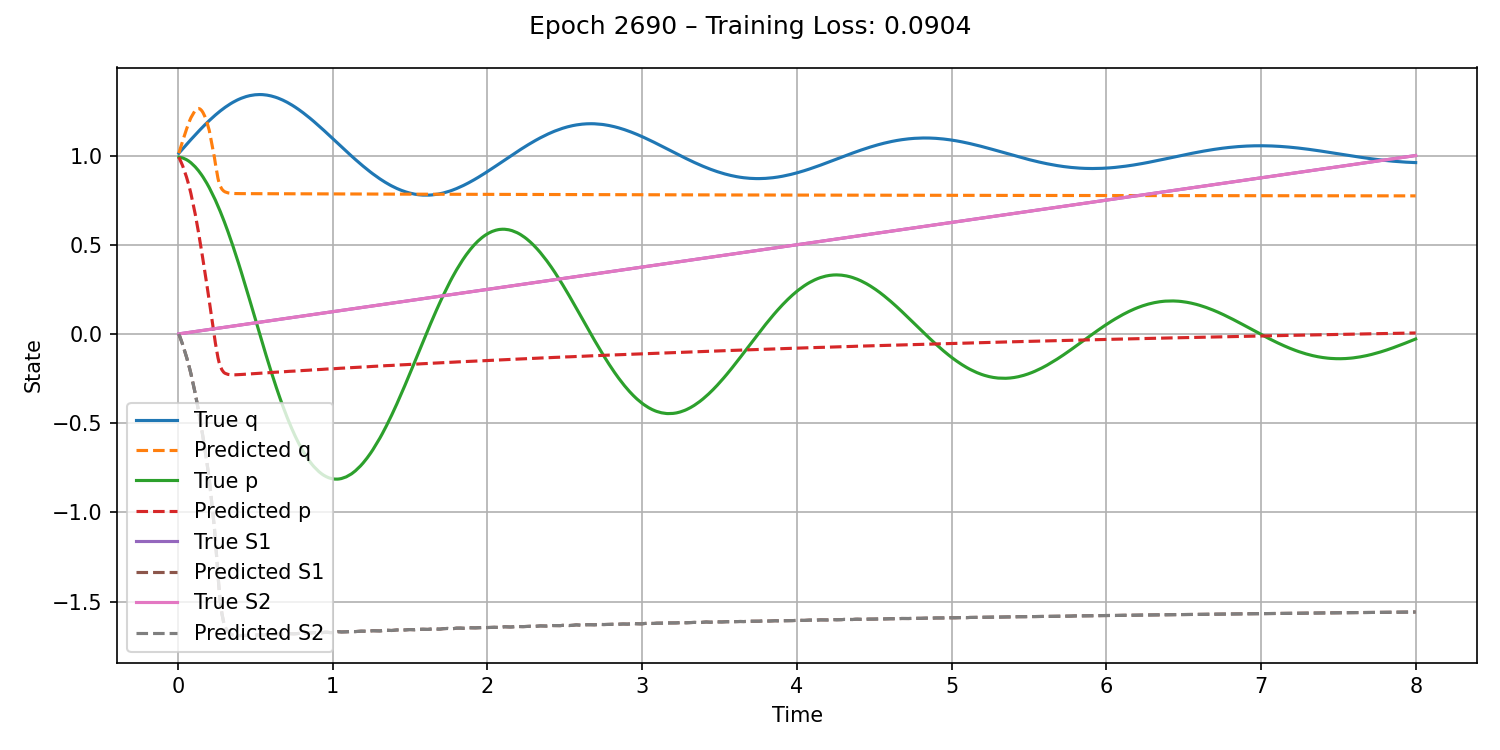 Epoch 2690 – Training Loss: 0.0904
State
1.0
0.5
0.0
−0.5
−1.0
−1.5
True q
Predicted q
True p
Predicted p
True S1
Predicted S1
True S2
Predicted S2
0 1 2 3 4 5 6 7 8
Time